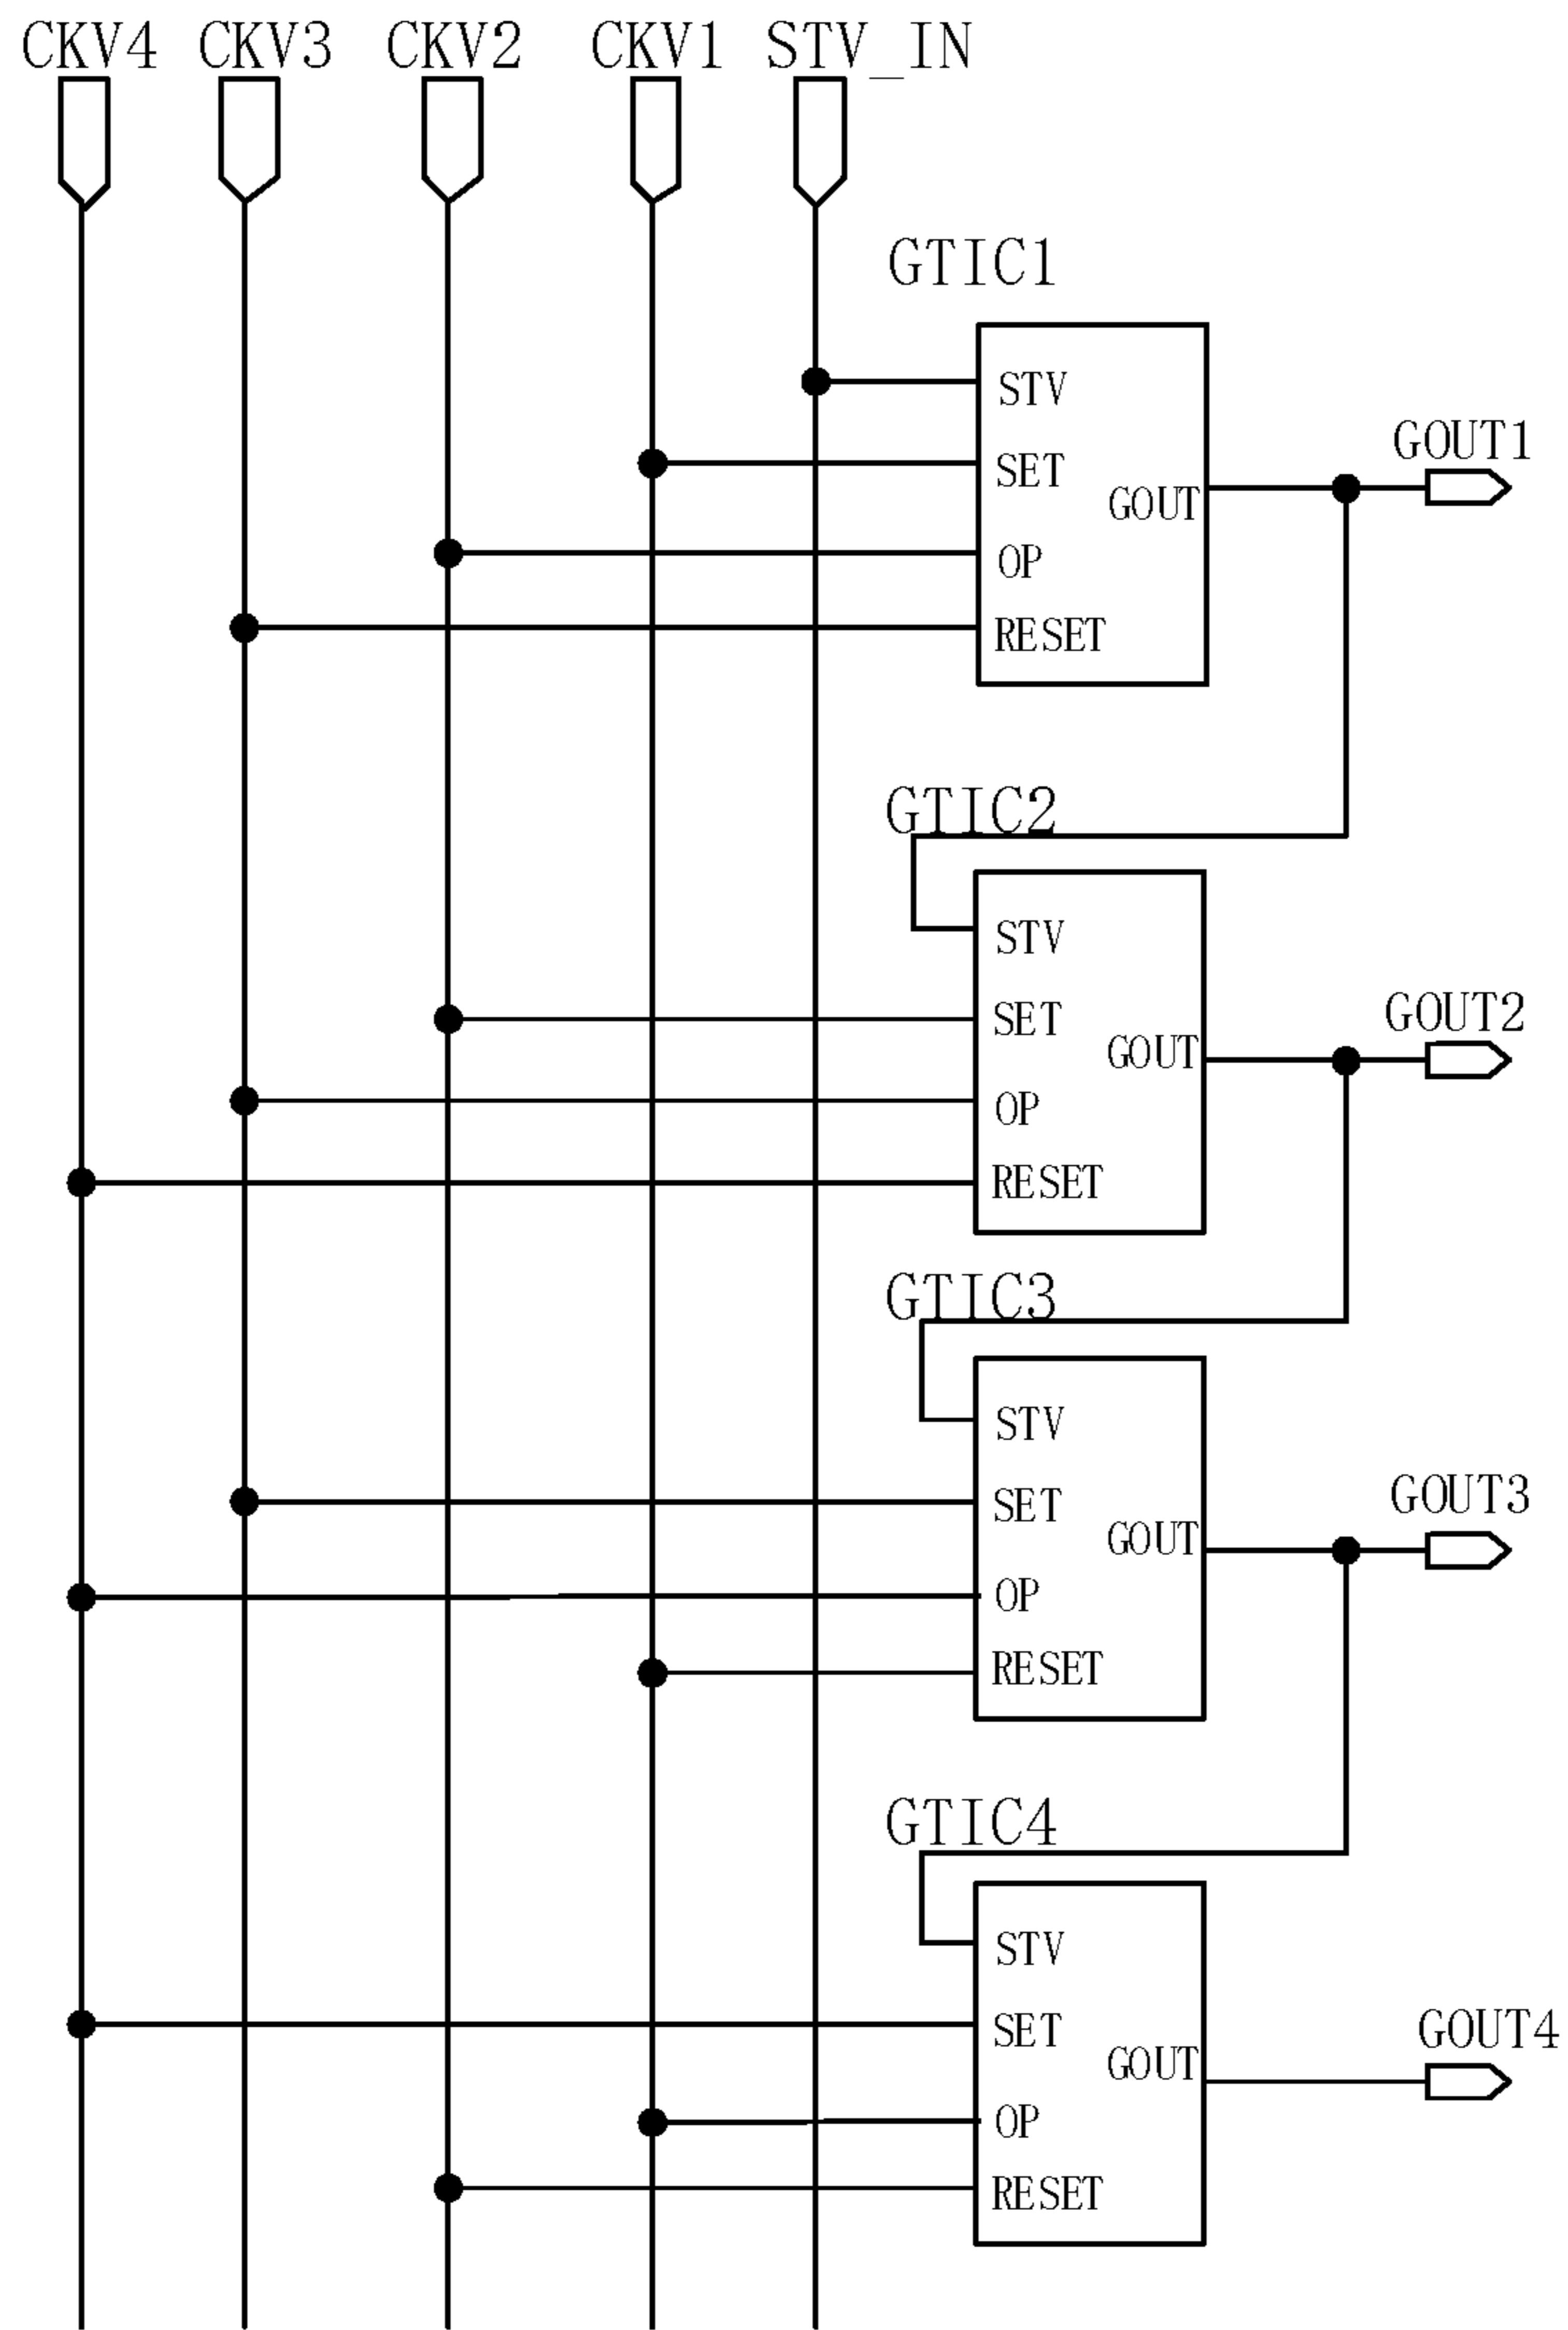 CKV4 CKV3 CKV2 CKV1 STV_IN
GTIC1
STV
SET
OP
RESET
GOUT
GOUT1
GTIC2
STV
SET
OP
RESET
GOUT
GOUT2
GTIC3
STV
SET
OP
RESET
GOUT
GOUT3
GTIC4
STV
SET
OP
RESET
GOUT
GOUT4